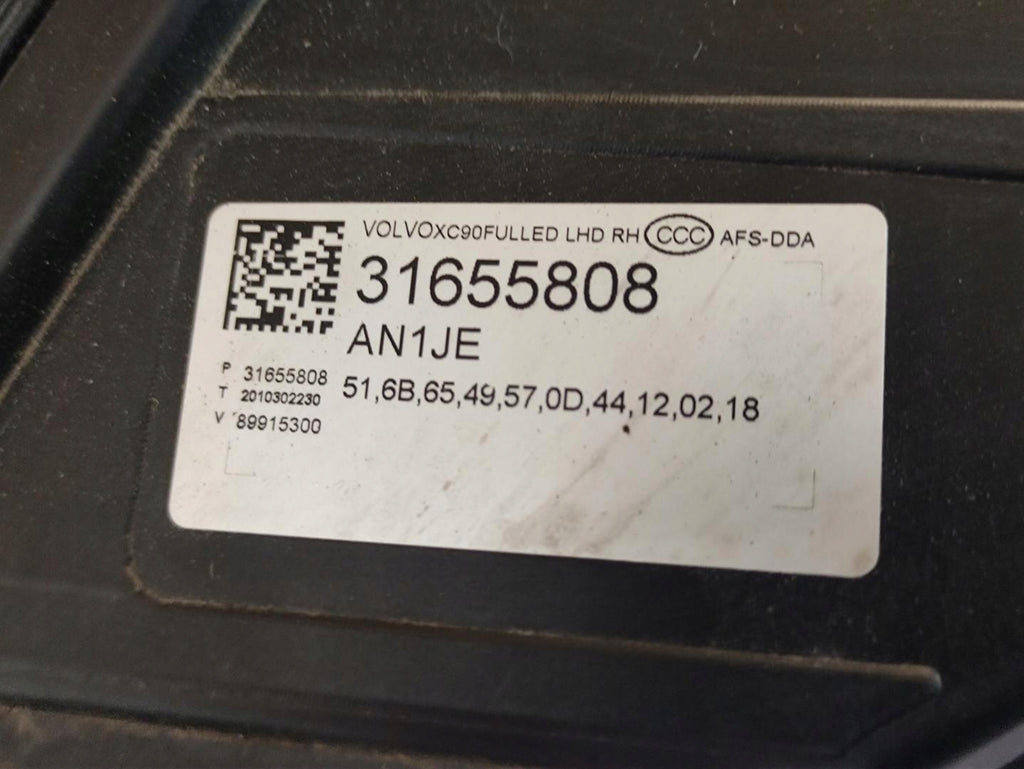 VOLVOXC90FULLED LHD RH CCC AFS-DDA
31655808
AN1JE
P 31655808
T 2010302230
V 89915300
51,6B,65,49,57,0D,44,12,02,18